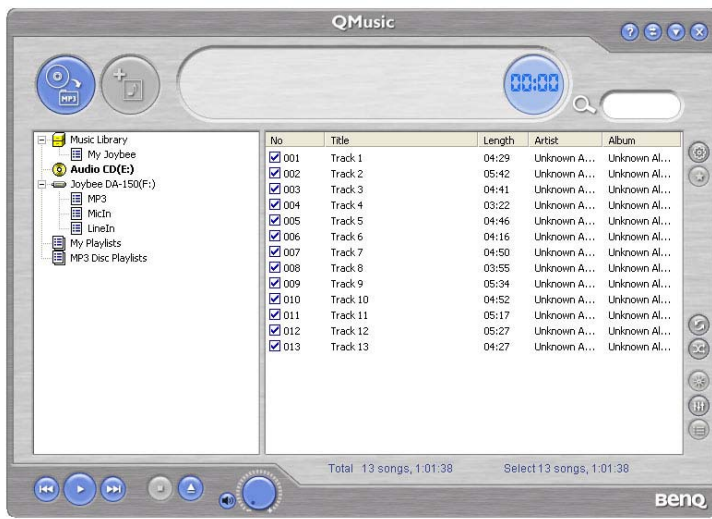 QMusic
MP3
00:00
Music Library
My Joybee
Audio CD(E:)
Joybee DA-150(F:)
MP3
MicIn
LineIn
My Playlists
MP3 Disc Playlists
No Title Length Artist Album
001 Track 1 04:29 Unknown A... Unknown Al...
002 Track 2 05:42 Unknown A... Unknown Al...
003 Track 3 04:41 Unknown A... Unknown Al...
004 Track 4 03:22 Unknown A... Unknown Al...
005 Track 5 04:46 Unknown A... Unknown Al...
006 Track 6 04:16 Unknown A... Unknown Al...
007 Track 7 04:50 Unknown A... Unknown Al...
008 Track 8 03:55 Unknown A... Unknown Al...
009 Track 9 05:34 Unknown A... Unknown Al...
010 Track 10 04:52 Unknown A... Unknown Al...
011 Track 11 05:17 Unknown A... Unknown Al...
012 Track 12 05:27 Unknown A... Unknown Al...
013 Track 13 04:27 Unknown A... Unknown Al...
Total 13 songs, 1:01:38 Select 13 songs, 1:01:38
BenQ